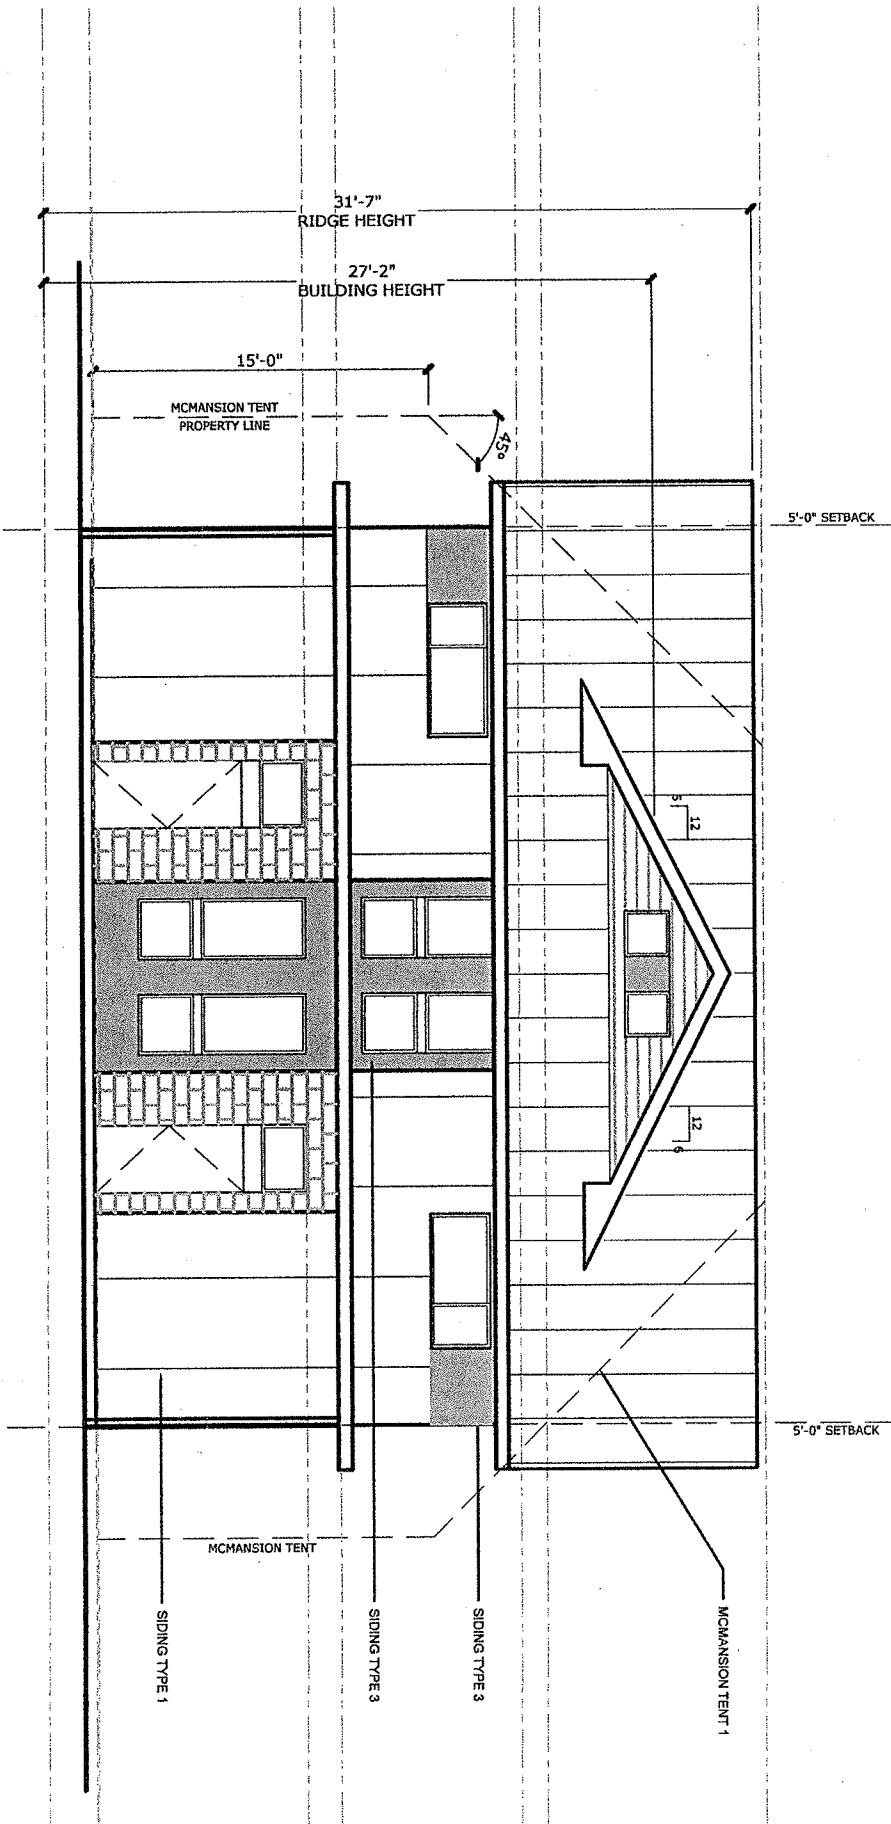 31'-7"
RIDGE HEIGHT
27'-2"
BUILDING HEIGHT
15'-0"
MCMANSION TENT
PROPERTY LINE
45°
5'-0" SETBACK
12
5
12
6
5'-0" SETBACK
MCMANSION TENT
SIDING TYPE 1
SIDING TYPE 3
SIDING TYPE 3
MCMANSION TENT 1